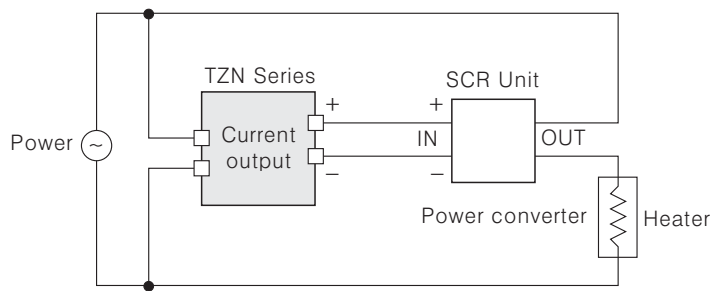 TZN Series
SCR Unit
+
+
Power
~
Current
output
IN
OUT
−
−
Power converter
Heater